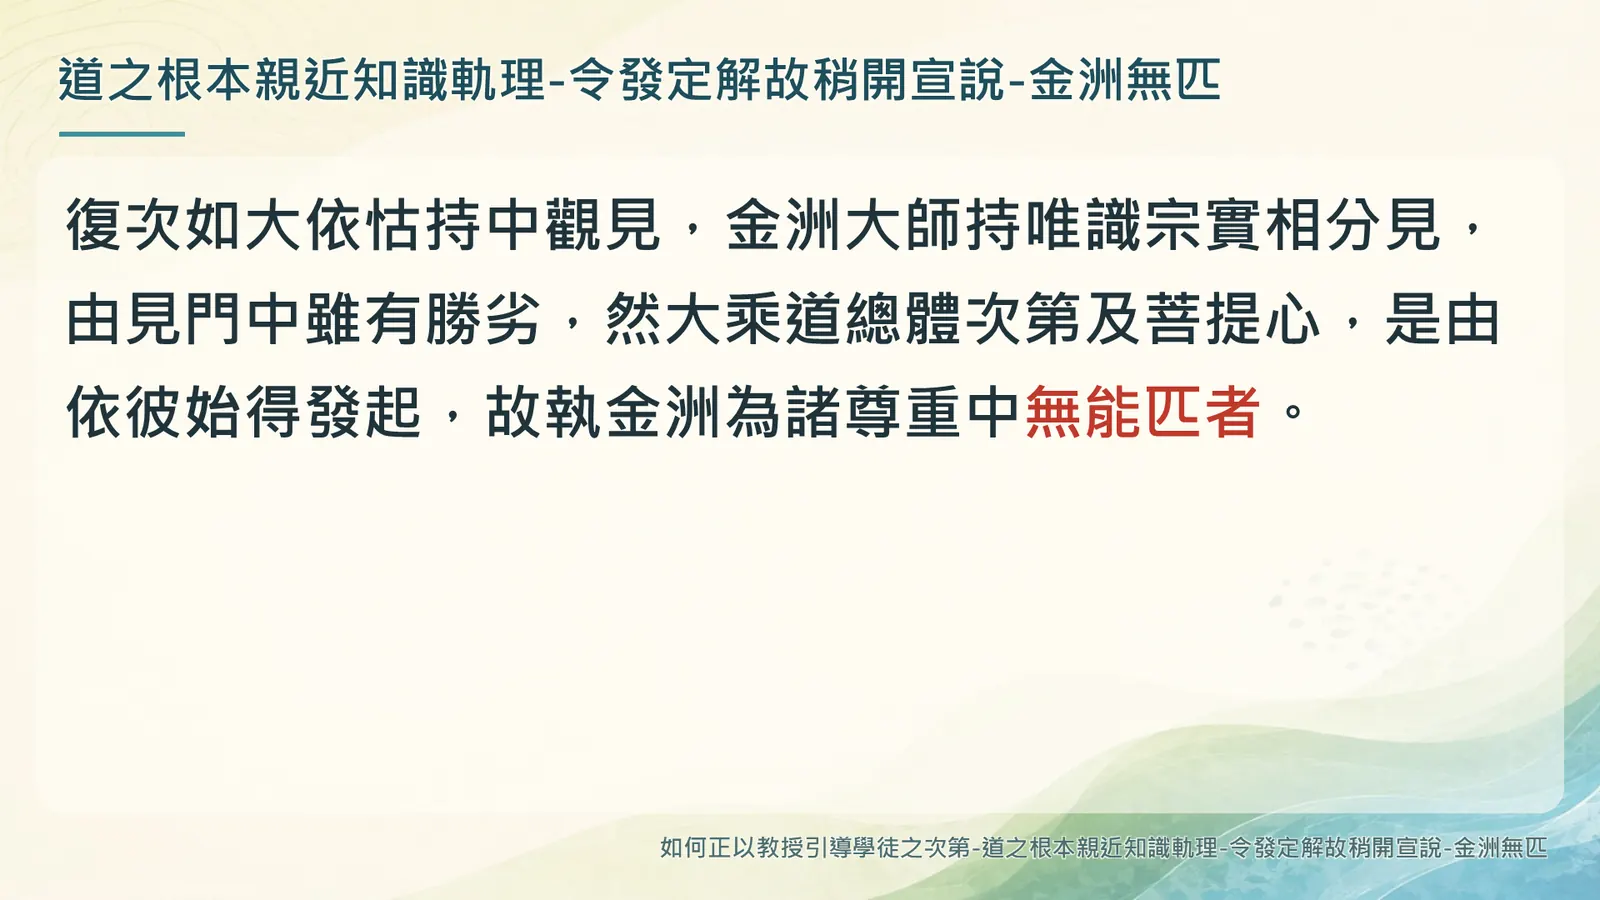 道之根本親近知識軌理-令發定解故稍開宣說-金洲無匹
復次如大依怙持中觀見，金洲大師持唯識宗實相分見，
由見門中雖有勝劣，然大乘道總體次第及菩提心，是由
依彼始得發起，故執金洲為諸尊重中無能匹者。
如何正以教授引導學徒之次第-道之根本親近知識軌理-令發定解故稍開宣說-金洲無匹